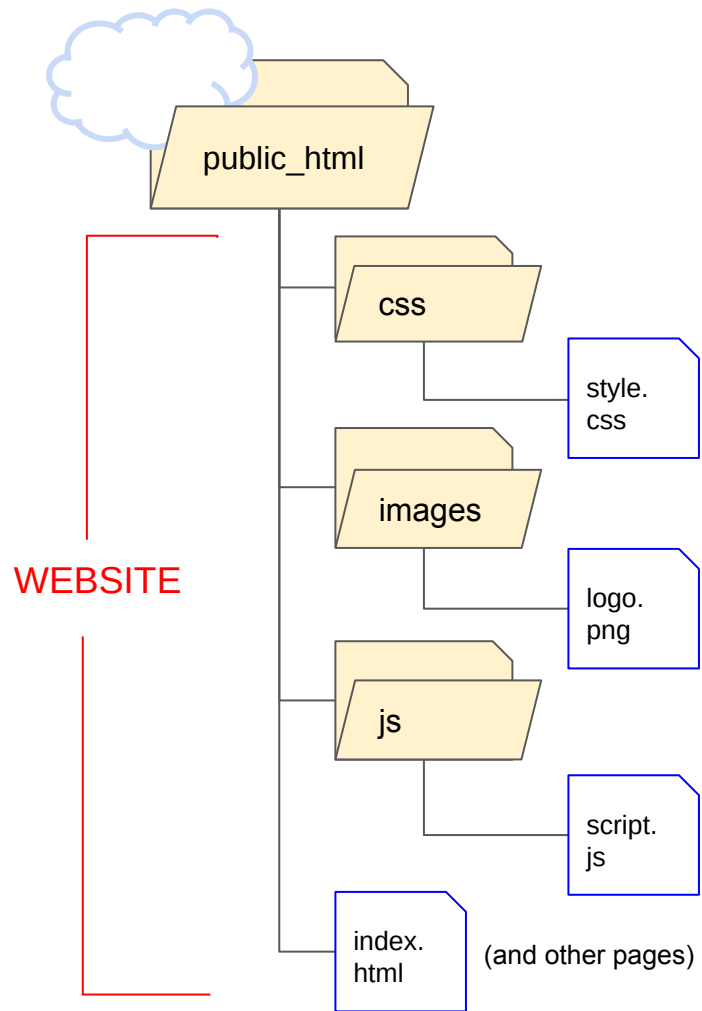 public_html
css
style.
css
images
WEBSITE
logo.
png
js
script.
js
index.
html
(and other pages)